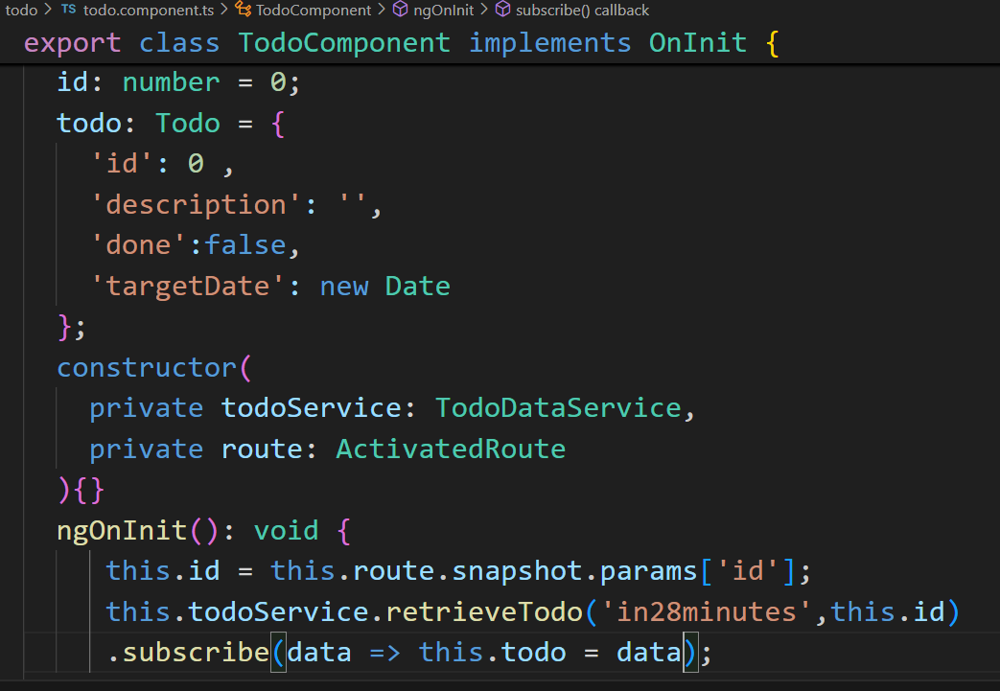 todo > TS todo.component.ts > TodoComponent > ngOnInit > subscribe() callback
export class TodoComponent implements OnInit {
id: number = 0;
todo: Todo = {
'id': 0 ,
'description': '',
'done':false,
'targetDate': new Date
};
constructor(
private todoService: TodoDataService,
private route: ActivatedRoute
){}
ngOnInit(): void {
this.id = this.route.snapshot.params['id'];
this.todoService.retrieveTodo('in28minutes',this.id)
.subscribe(data => this.todo = data);